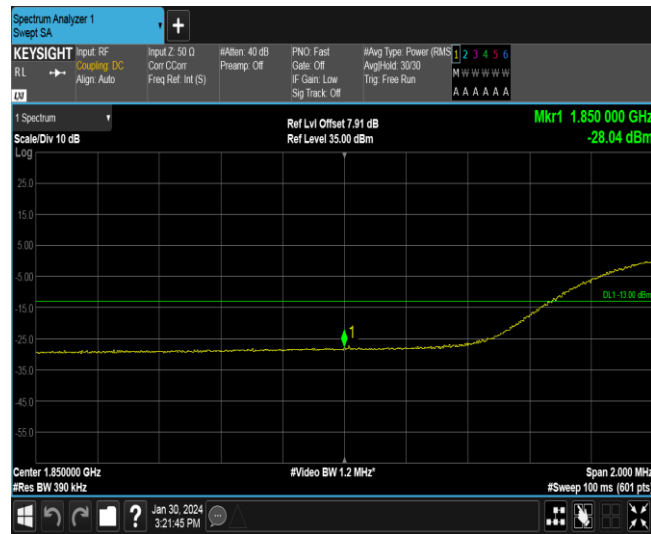 Spectrum Analyzer 1
Swept SA
KEYSIGHT
RL
LXI
Input: RF
Coupling: DC
Align: Auto
Input Z: 50 Ω
Corr CCorr
Freq Ref: Int (S)
#Atten: 40 dB
Preamp: Off
PNO: Fast
Gate: Off
IF Gain: Low
Sig Track: Off
#Avg Type: Power (RMS
Avg|Hold: 30/30
Trig: Free Run
1 2 3 4 5 6
M W W W W W
A A A A A A
1 Spectrum
Scale/Div 10 dB
Log
Ref Lvl Offset 7.91 dB
Ref Level 35.00 dBm
Mkr1 1.850 000 GHz
-28.04 dBm
25.0
15.0
5.00
-5.00
DL1 -13.00 dBm
-15.0
-25.0
1
-35.0
-45.0
-55.0
Center 1.850000 GHz
#Res BW 390 kHz
#Video BW 1.2 MHz*
Span 2.000 MHz
#Sweep 100 ms (601 pts
?
Jan 30, 2024
3:21:45 PM